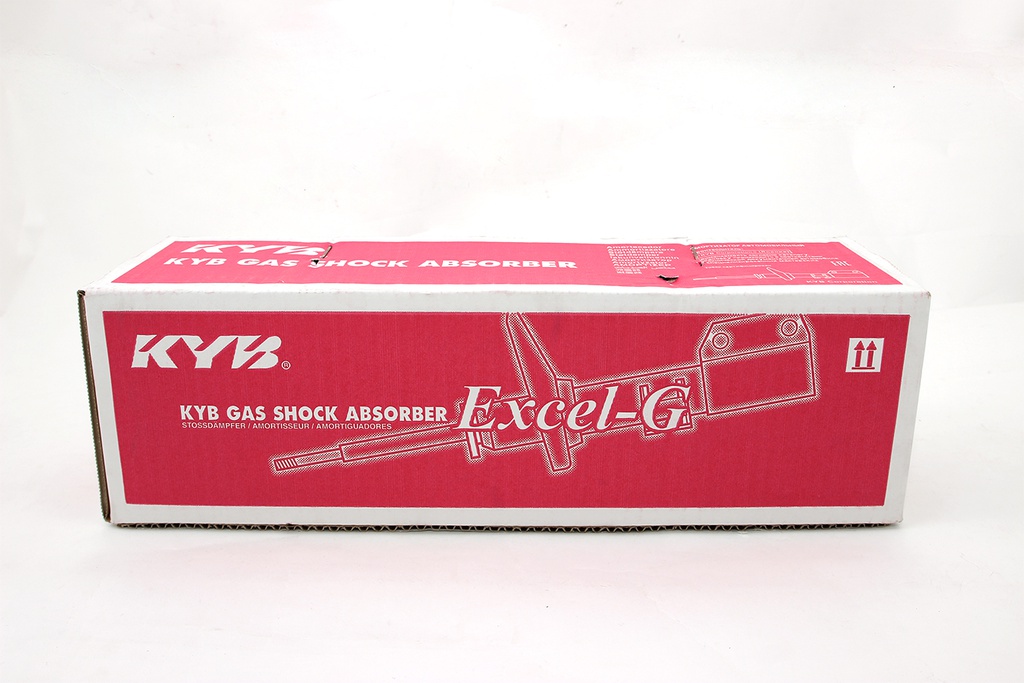 KYB
KYB GAS SHOCK ABSORBER
KYB®
KYB GAS SHOCK ABSORBER
STOSSDÄMPFER / AMORTISSEUR / AMORTIGUADORES
Excel-G